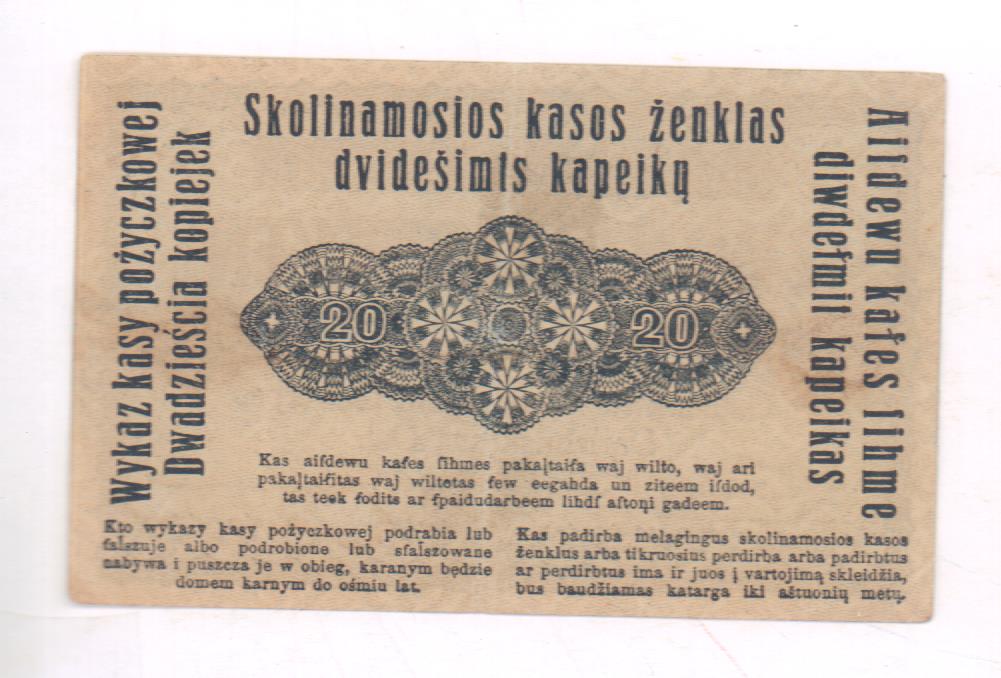 Skolinamosios kasos ženklas
dvidešimts kapeikų
Wykaz kasy pożyczkowej
Dwadzieścia kopiejek
Aiſdewu kaſes ſihme
diwdeſmit kapeikas
20 20
Kas aiſdewu kaſes ſihmes pakaļtaiſa waj wilto, waj ari
pakaļtaiſitas waj wiltotas ſew eegahda un ziteem iſdod,
tas teek ſodits ar ſpaidudarbeem lihdſ aſtoņi gadeem.
Kto wykazy kasy pożyczkowej podrabia lub
falszuje albo podrobione lub sfalszowane
nabywa i puszcza je w obieg, karanym będzie
domem karnym do ośmiu lat.
Kas padirba melagingus skolinamosios kasos
ženklus arba tikruosius perdirba arba padirbtus
ar perdirbtus ima ir juos į vartojimą skleidžia,
bus baudžiamas katarga iki aštuonių metų.